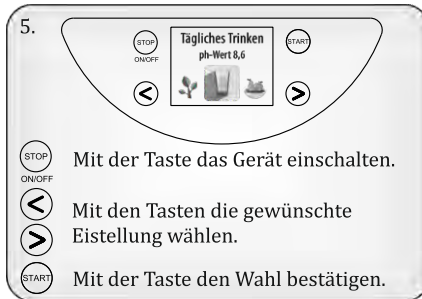 5.
STOP
ON/OFF
Tägliches Trinken
ph-Wert 8,6
START
<
>
STOP
ON/OFF
Mit der Taste das Gerät einschalten.
<
>
Mit den Tasten die gewünschte
Eistellung wählen.
START
Mit der Taste den Wahl bestätigen.